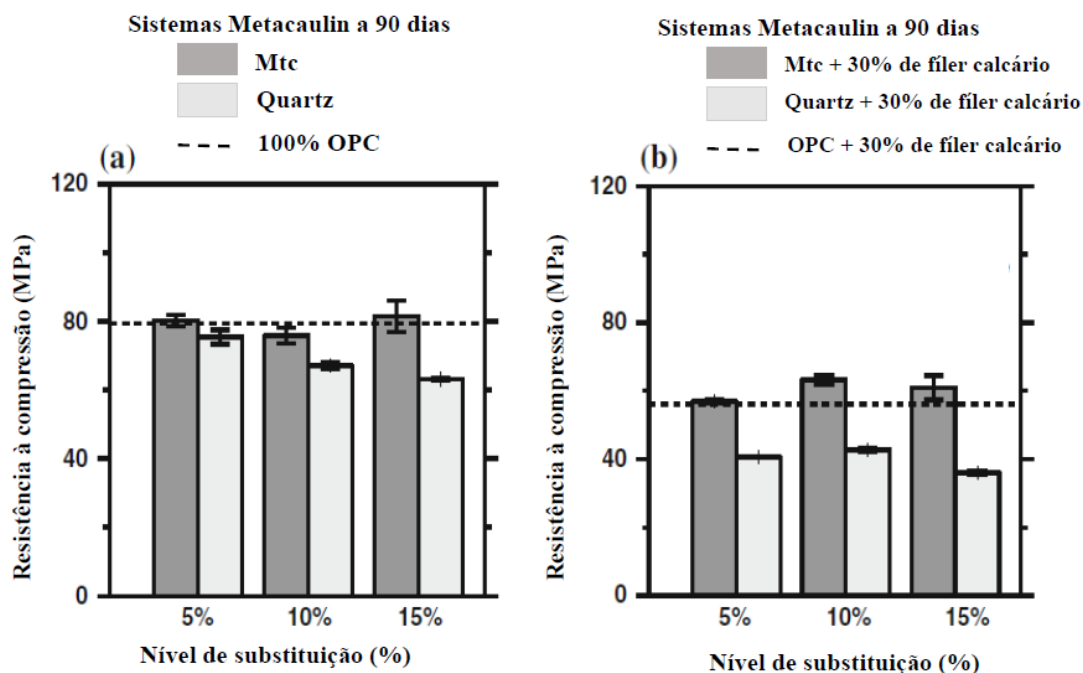 Sistemas Metacaulin a 90 dias
Mtc
Quartz
100% OPC
(a)
120
80
40
0
Resistência à compressão (MPa)
5% 10% 15%
Nível de substituição (%)
Sistemas Metacaulin a 90 dias
Mtc + 30% de fíler calcário
Quartz + 30% de fíler calcário
OPC + 30% de fíler calcário
(b)
120
80
40
0
Resistência à compressão (MPa)
5% 10% 15%
Nível de substituição (%)